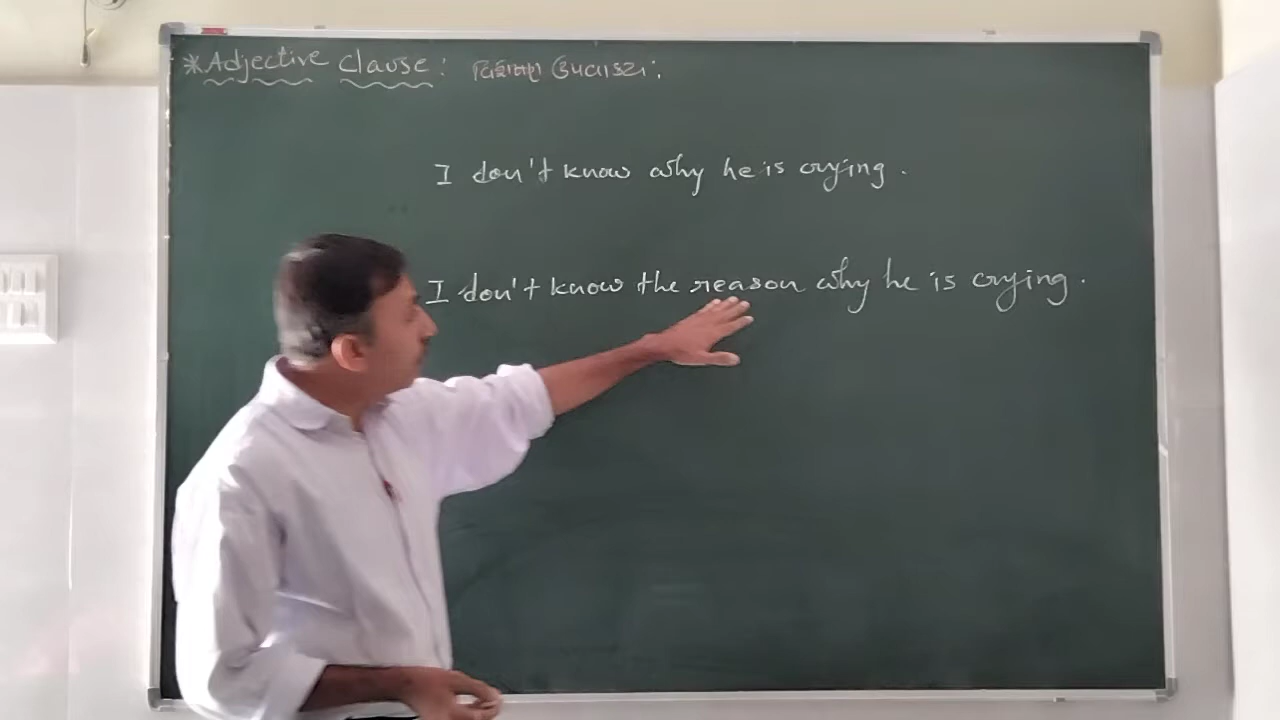 *Adjective Clause:
I don't know why he is crying.
I don't know the reason why he is crying.